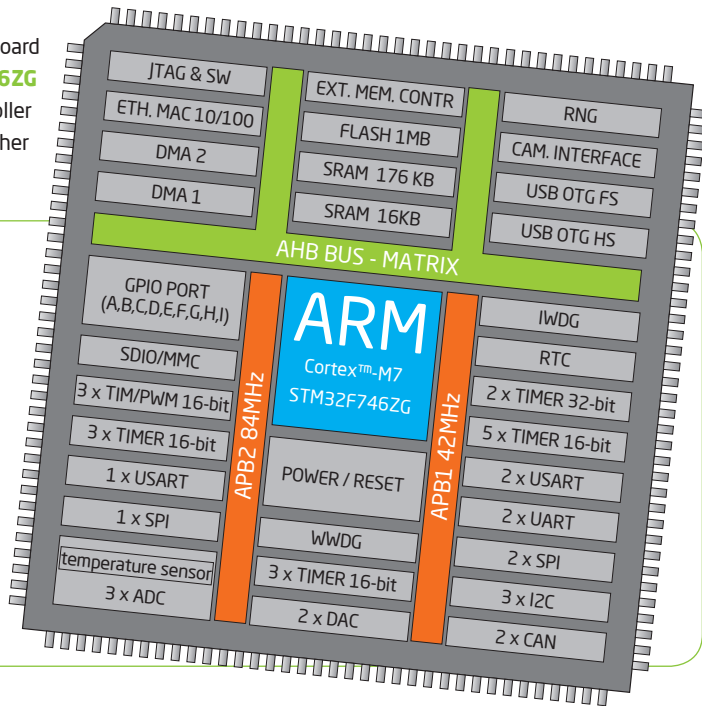 oard
6ZG
oller
her
JTAG & SW
ETH. MAC 10/100
DMA 2
DMA 1
EXT. MEM. CONTR
FLASH 1MB
SRAM 176 KB
SRAM 16KB
RNG
CAM. INTERFACE
USB OTG FS
USB OTG HS
AHB BUS - MATRIX
GPIO PORT
(A,B,C,D,E,F,G,H,I)
SDIO/MMC
3 x TIM/PWM 16-bit
3 x TIMER 16-bit
1 x USART
1 x SPI
temperature sensor
3 x ADC
APB2 84MHz
ARM
Cortex™-M7
STM32F746ZG
POWER / RESET
WWDG
3 x TIMER 16-bit
2 x DAC
APB1 42MHz
IWDG
RTC
2 x TIMER 32-bit
5 x TIMER 16-bit
2 x USART
2 x UART
2 x SPI
3 x I2C
2 x CAN